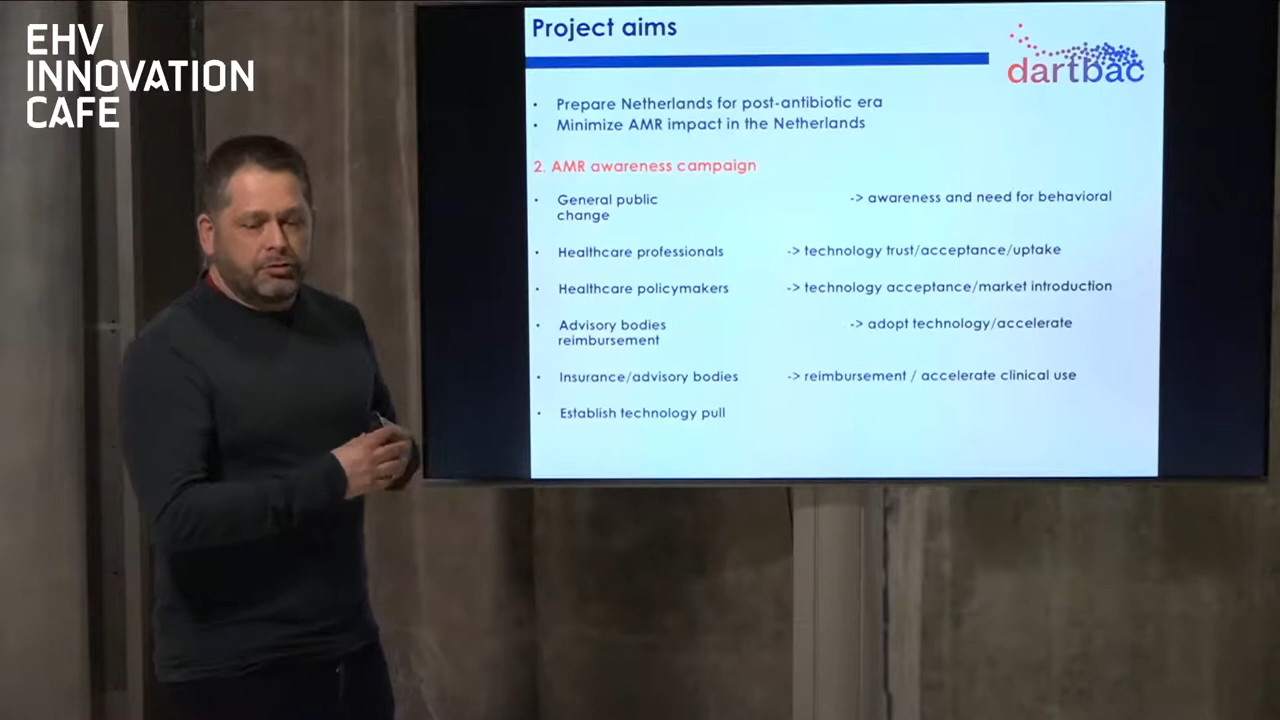 EHV
INNOVATION
CAFE
Project aims
dartbac
• Prepare Netherlands for post-antibiotic era
• Minimize AMR impact in the Netherlands
2. AMR awareness campaign
• General public -> awareness and need for behavioral
change
• Healthcare professionals -> technology trust/acceptance/uptake
• Healthcare policymakers -> technology acceptance/market introduction
• Advisory bodies -> adopt technology/accelerate
reimbursement
• Insurance/advisory bodies -> reimbursement / accelerate clinical use
• Establish technology pull